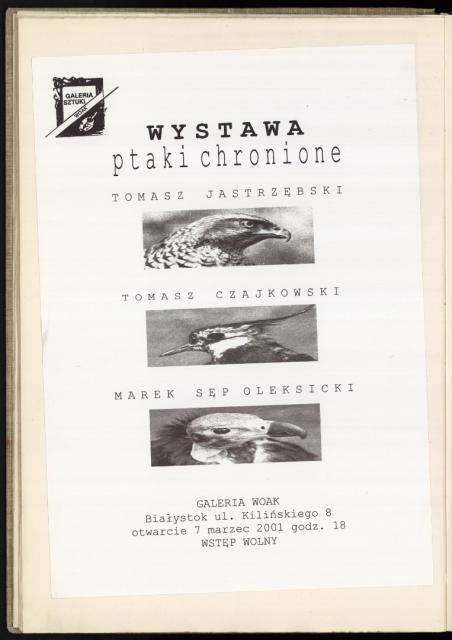 GALERIA
SZTUKI
WOAK
WYSTAWA
ptaki chronione
TOMASZ JASTRZĘBSKI
TOMASZ CZAJKOWSKI
MAREK SĘP OLEKSICKI
GALERIA WOAK
Białystok ul. Kilińskiego 8
otwarcie 7 marzec 2001 godz. 18
WSTĘP WOLNY